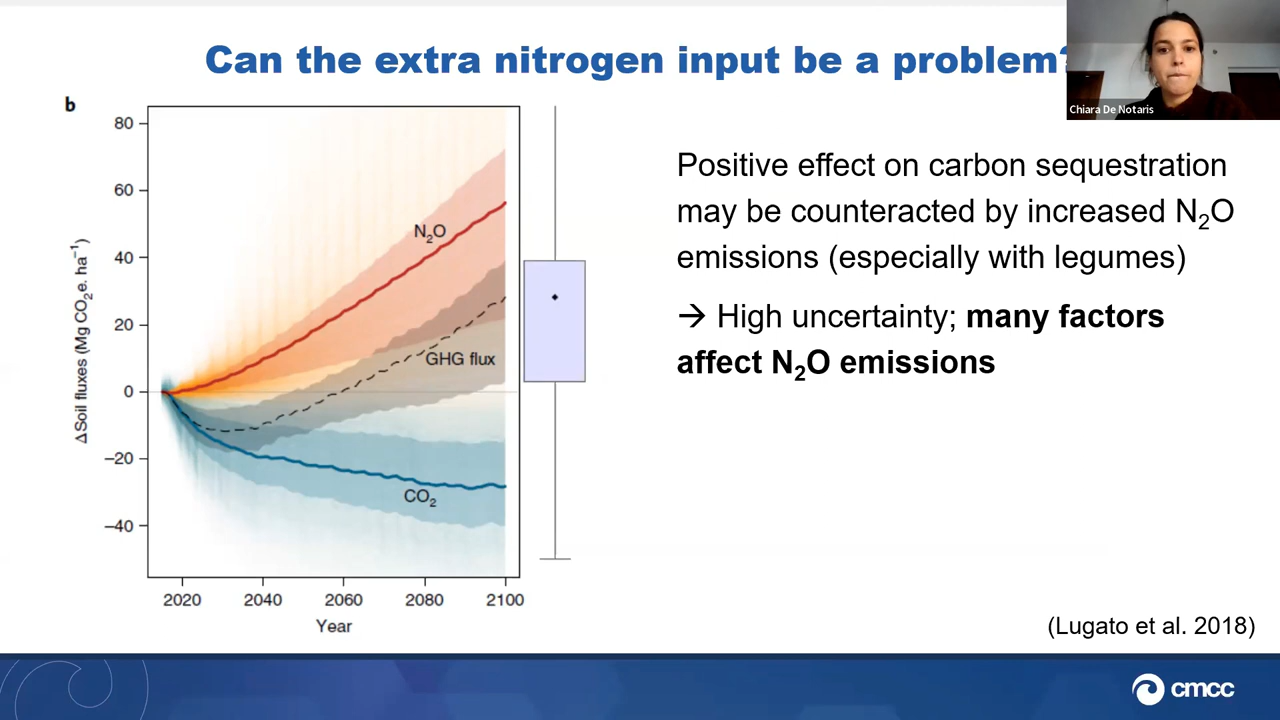 Can the extra nitrogen input be a problem?
Chiara De Notaris
b
80
60
40
20
0
–20
–40
ΔSoil fluxes (Mg CO₂e. ha⁻¹)
N₂O
GHG flux
CO₂
2020 2040 2060 2080 2100
Year
Positive effect on carbon sequestration
may be counteracted by increased N₂O
emissions (especially with legumes)
→ High uncertainty; many factors
affect N₂O emissions
(Lugato et al. 2018)
cmcc